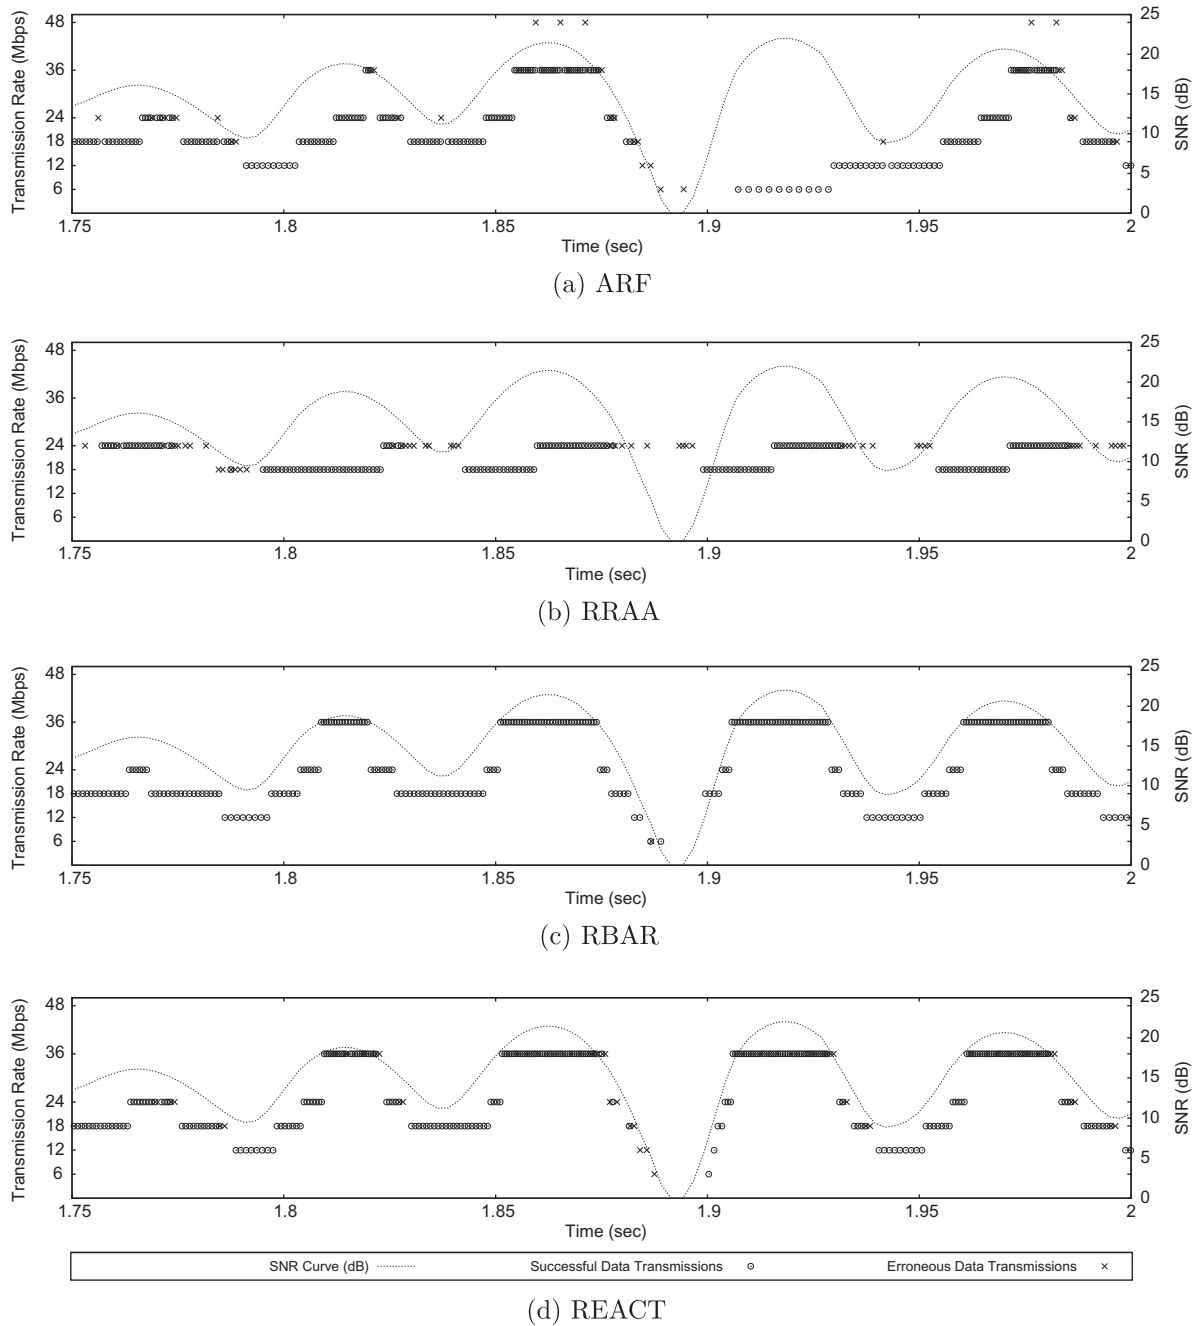 Transmission Rate (Mbps)
48
36
24
18
12
6
25
20
15
10
5
0
SNR (dB)
1.75 1.8 1.85 1.9 1.95 2
Time (sec)
(a) ARF
Transmission Rate (Mbps)
48
36
24
18
12
6
25
20
15
10
5
0
SNR (dB)
1.75 1.8 1.85 1.9 1.95 2
Time (sec)
(b) RRAA
Transmission Rate (Mbps)
48
36
24
18
12
6
25
20
15
10
5
0
SNR (dB)
1.75 1.8 1.85 1.9 1.95 2
Time (sec)
(c) RBAR
Transmission Rate (Mbps)
48
36
24
18
12
6
25
20
15
10
5
0
SNR (dB)
1.75 1.8 1.85 1.9 1.95 2
Time (sec)
SNR Curve (dB) Successful Data Transmissions Erroneous Data Transmissions
(d) REACT